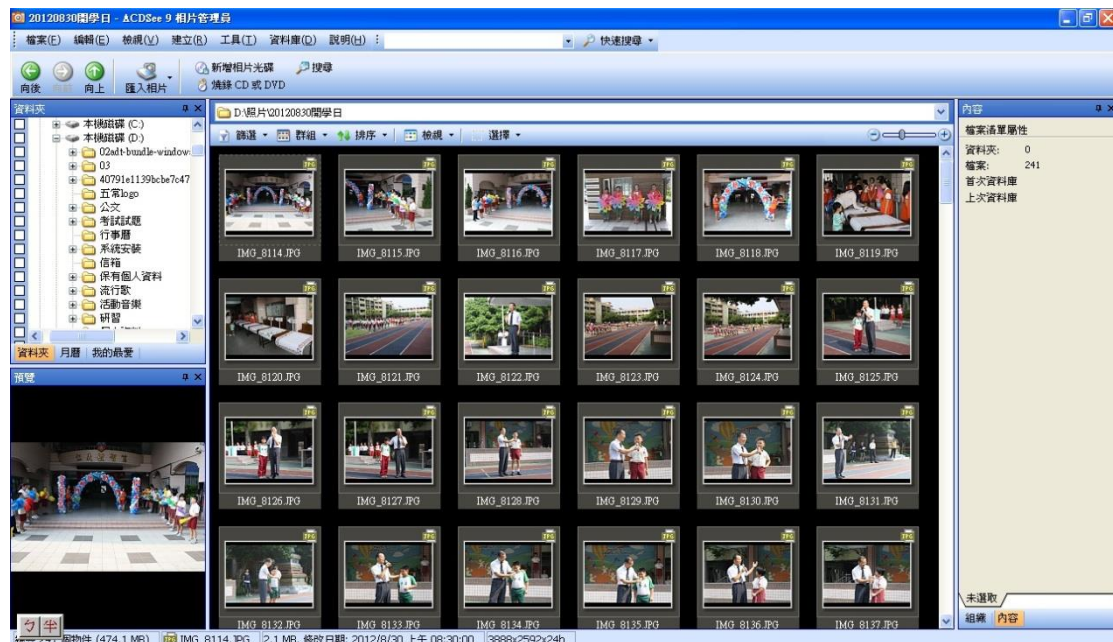 20120830開學日 - ACDSee 9 相片管理員
檔案(F) 編輯(E) 檢視(V) 建立(R) 工具(T) 資料庫(D) 說明(H) 快速搜尋
向後 向前 向上 匯入相片 新增相片光碟 搜尋
燒錄 CD 或 DVD
資料夾
本機磁碟 (C:)
本機磁碟 (D:)
02adt-bundle-window
03
40791e1139bcbe7c47
五常logo
公文
考試試題
行事曆
系統安裝
信箱
保有個人資料
流行歌
活動音樂
研習
資料夾 月曆 我的最愛
預覽
D:\照片\20120830開學日
篩選 群組 排序 檢視 選擇
IMG_8114.JPG IMG_8115.JPG IMG_8116.JPG IMG_8117.JPG IMG_8118.JPG IMG_8119.JPG
IMG_8120.JPG IMG_8121.JPG IMG_8122.JPG IMG_8123.JPG IMG_8124.JPG IMG_8125.JPG
IMG_8126.JPG IMG_8127.JPG IMG_8128.JPG IMG_8129.JPG IMG_8130.JPG IMG_8131.JPG
IMG_8132.JPG IMG_8133.JPG IMG_8134.JPG IMG_8135.JPG IMG_8136.JPG IMG_8137.JPG
內容
檔案清單屬性
資料夾: 0
檔案: 241
首次資料庫
上次資料庫
未選取
組織 內容
ㄅ 半
個物件 (474.1 MB) IMG_8114.JPG 2.1 MB, 修改日期: 2012/8/30 上午 08:30:00 3888x2592x24b